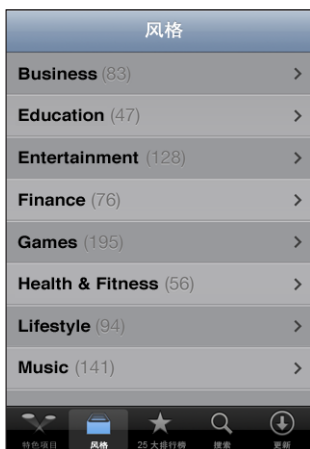 风格
Business (83)
Education (47)
Entertainment (128)
Finance (76)
Games (195)
Health & Fitness (56)
Lifestyle (94)
Music (141)
特色项目 风格 25 大排行榜 搜索 更新